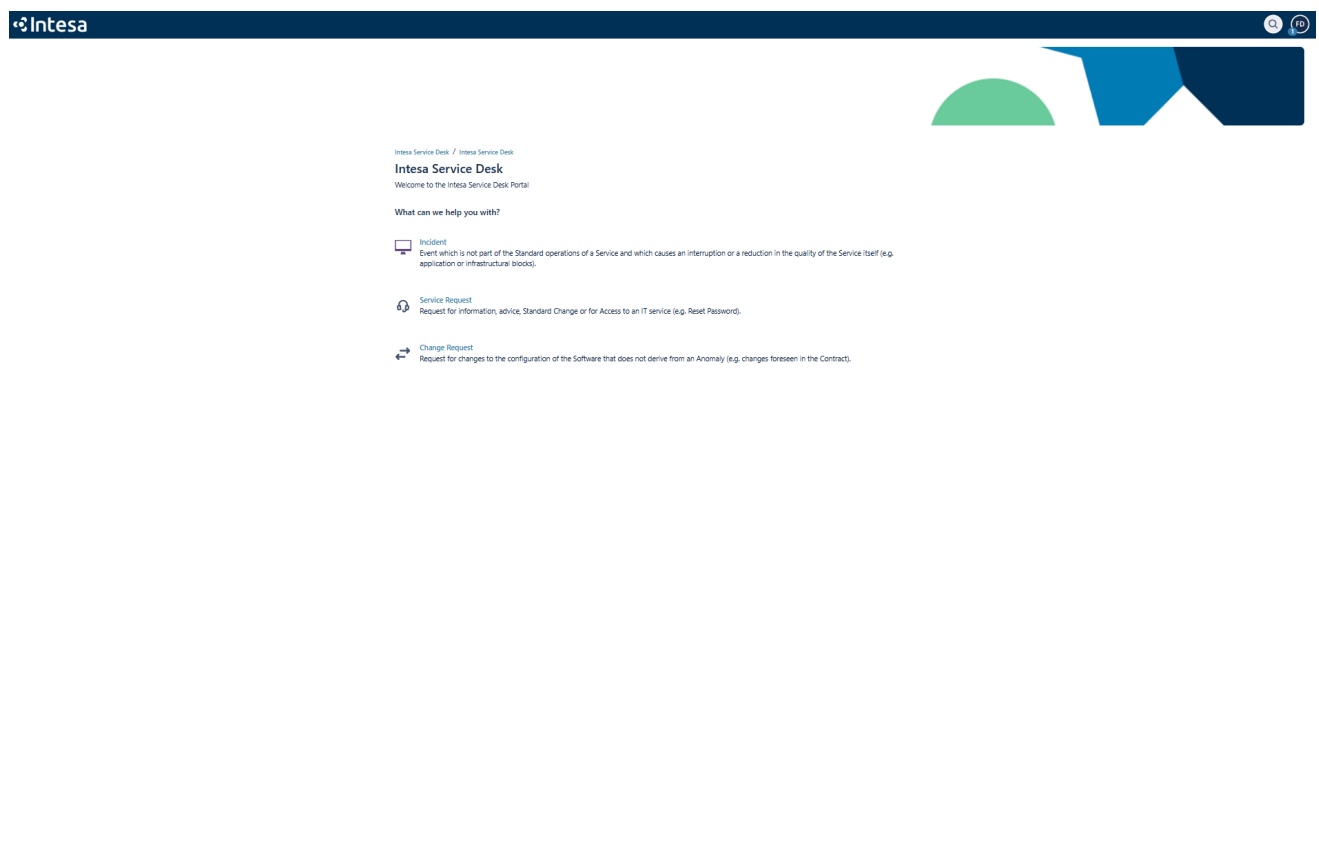 Intesa
FD
1
Intesa Service Desk / Intesa Service Desk
Intesa Service Desk
Welcome to the Intesa Service Desk Portal
What can we help you with?
Incident
Event which is not part of the Standard operations of a Service and which causes an interruption or a reduction in the quality of the Service itself (e.g.
application or infrastructural blocks).
Service Request
Request for information, advice, Standard Change or for Access to an IT service (e.g. Reset Password).
Change Request
Request for changes to the configuration of the Software that does not derive from an Anomaly (e.g. changes foreseen in the Contract).